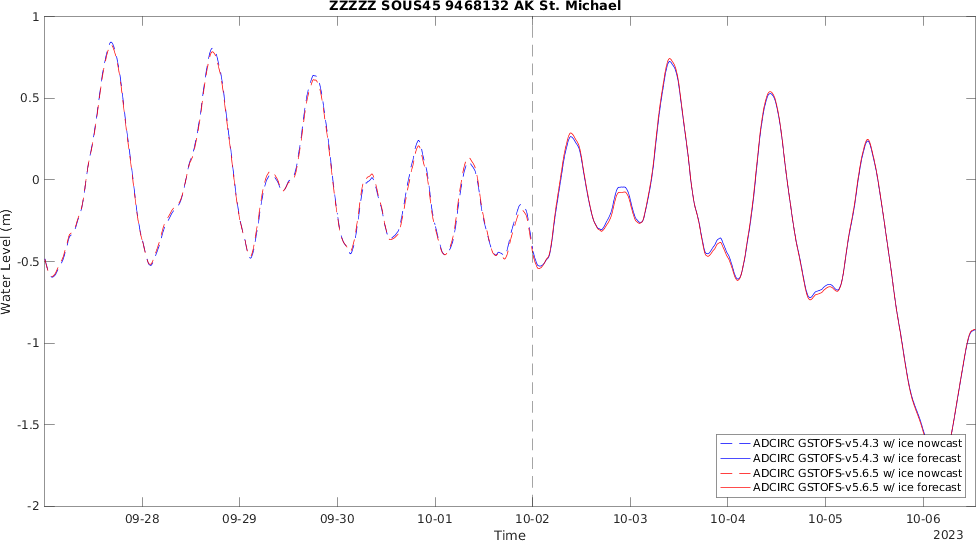 ZZZZZ SOUS45 9468132 AK St. Michael
1
0.5
0
-0.5
-1
-1.5
-2
Water Level (m)
ADCIRC GSTOFS-v5.4.3 w/ ice nowcast
ADCIRC GSTOFS-v5.4.3 w/ ice forecast
ADCIRC GSTOFS-v5.6.5 w/ ice nowcast
ADCIRC GSTOFS-v5.6.5 w/ ice forecast
09-28 09-29 09-30 10-01 10-02 10-03 10-04 10-05 10-06
Time
2023